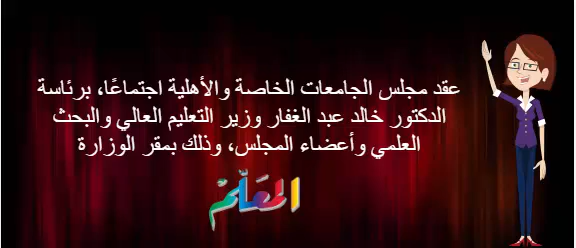 عقد مجلس الجامعات الخاصة والأهلية اجتماعًا، برئاسة
الدكتور خالد عبد الغفار وزير التعليم العالي والبحث
العلمي وأعضاء المجلس، وذلك بمقر الوزارة
المَعَلِّمْ